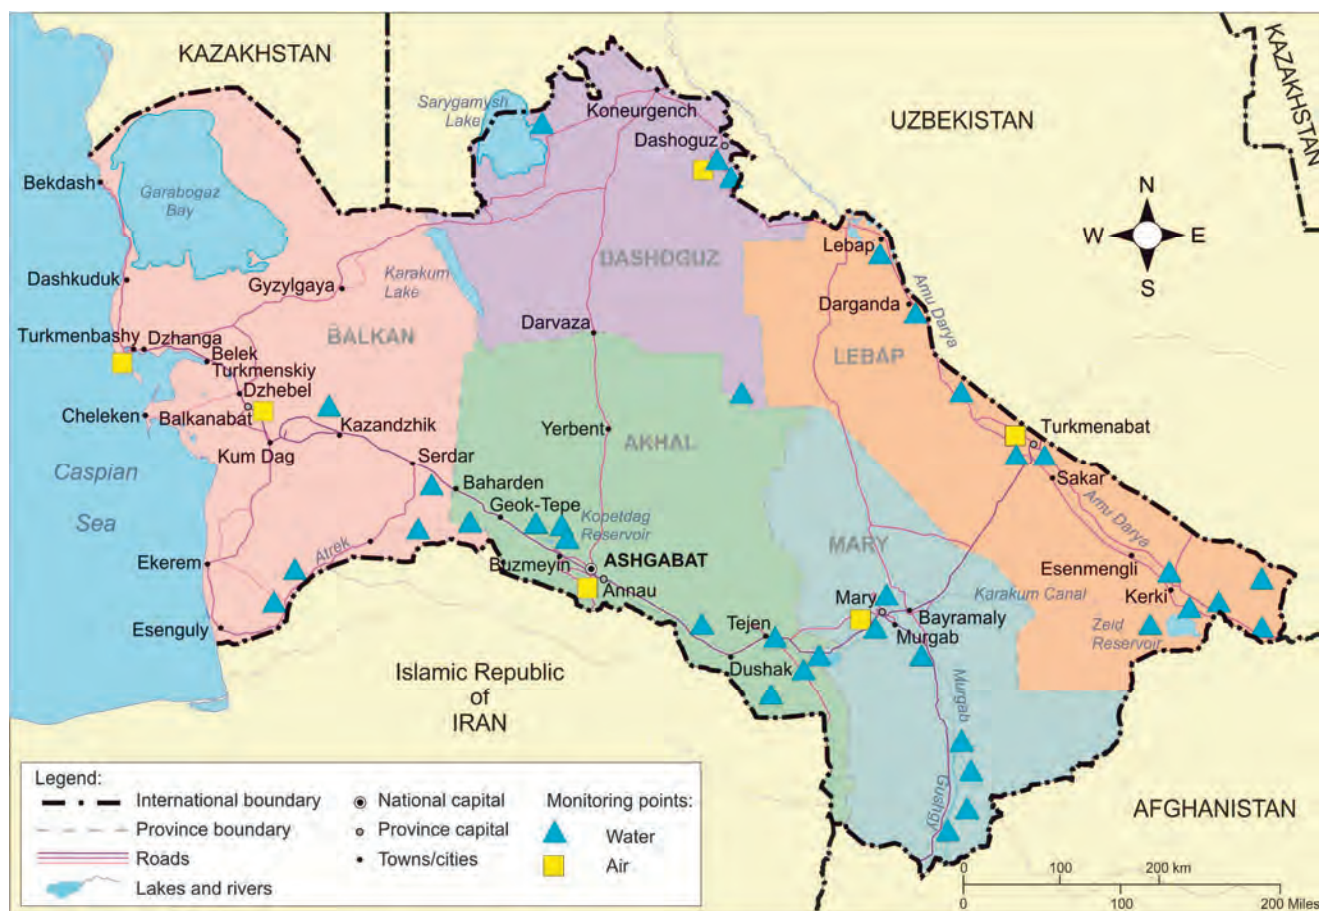 KAZAKHSTAN
KAZAKHSTAN
UZBEKISTAN
Sarygamysh
Lake
Koneurgench
Dashoguz
Bekdash
Garabogaz
Bay
N
W
E
S
Lebap
DASHOGUZ
Dashkuduk
Gyzylgaya
Karakum
Lake
Darganda
Amu Darya
Turkmenbashy
Dzhanga
BALKAN
Darvaza
LEBAP
Belek
Turkmenskiy
Dzhebel
Cheleken
Balkanabat
Kazandzhik
Yerbent
AKHAL
Turkmenabat
Kum Dag
Serdar
Sakar
Caspian
Sea
Baharden
Geok-Tepe
Kopetdag
Reservoir
Amu Darya
MARY
Atrek
Ekerem
Buzmeyin
ASHGABAT
Annau
Esenmengli
Mary
Karakum Canal
Kerki
Bayramaly
Esenguly
Tejen
Murgab
Zeid
Reservoir
Dushak
Islamic Republic
of
IRAN
Murgab
Gushgy
AFGHANISTAN
Legend:
International boundary
Province boundary
Roads
Lakes and rivers
National capital
Province capital
Towns/cities
Monitoring points:
Water
Air
0 100 200 km
0 100 200 Miles